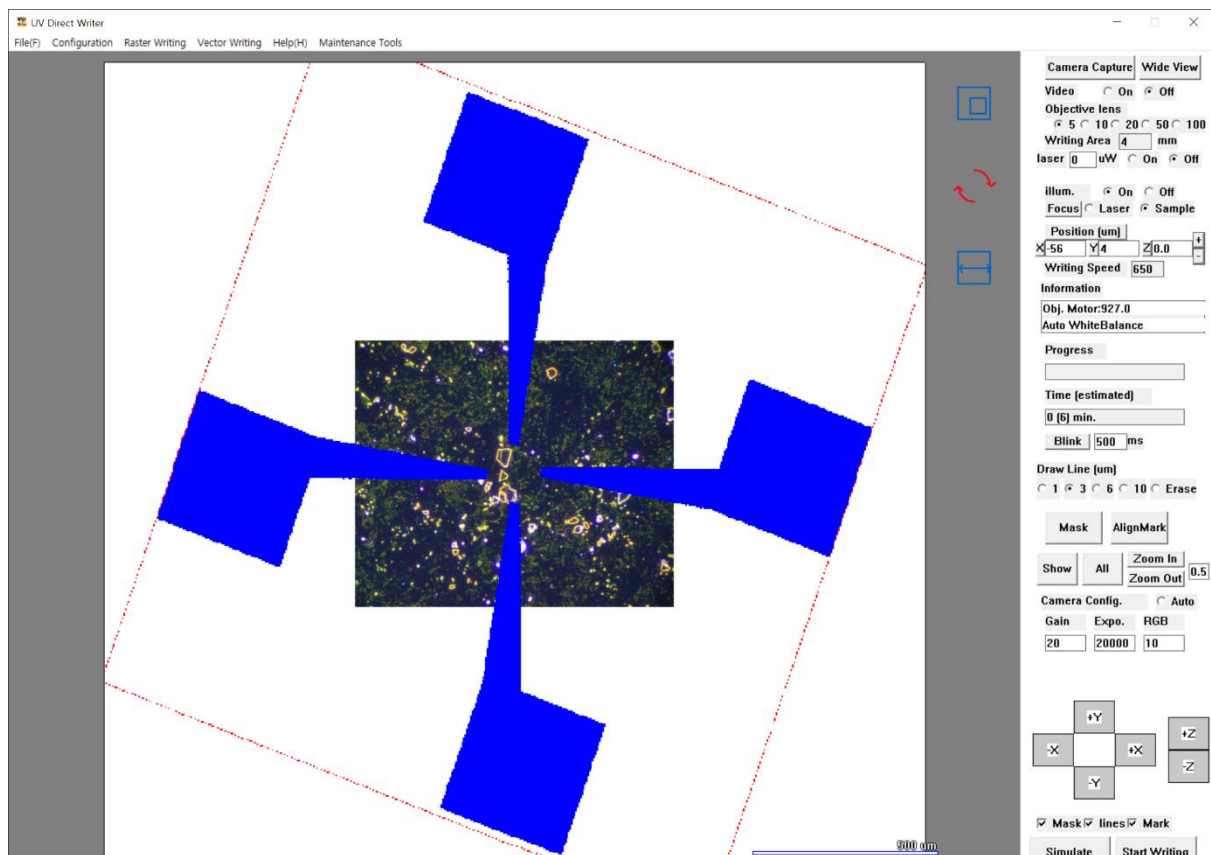 UV Direct Writer
File(F) Configuration Raster Writing Vector Writing Help(H) Maintenance Tools
Camera Capture Wide View
Video On Off
Objective lens
5 10 20 50 100
Writing Area 4 mm
laser 0 uW On Off
illum. On Off
Focus Laser Sample
Position (um)
X -56 Y 4 Z 0.0 + -
Writing Speed 650
Information
Obj. Motor:927.0
Auto WhiteBalance
Progress
Time (estimated)
0 (6) min.
Blink 500 ms
Draw Line (um)
1 3 6 10 Erase
Mask AlignMark
Show All Zoom In
Zoom Out 0.5
Camera Config. Auto
Gain Expo. RGB
20 20000 10
+Y
-X +X
-Y
+Z
-Z
Mask lines Mark
Simulate Start Writing
500 um